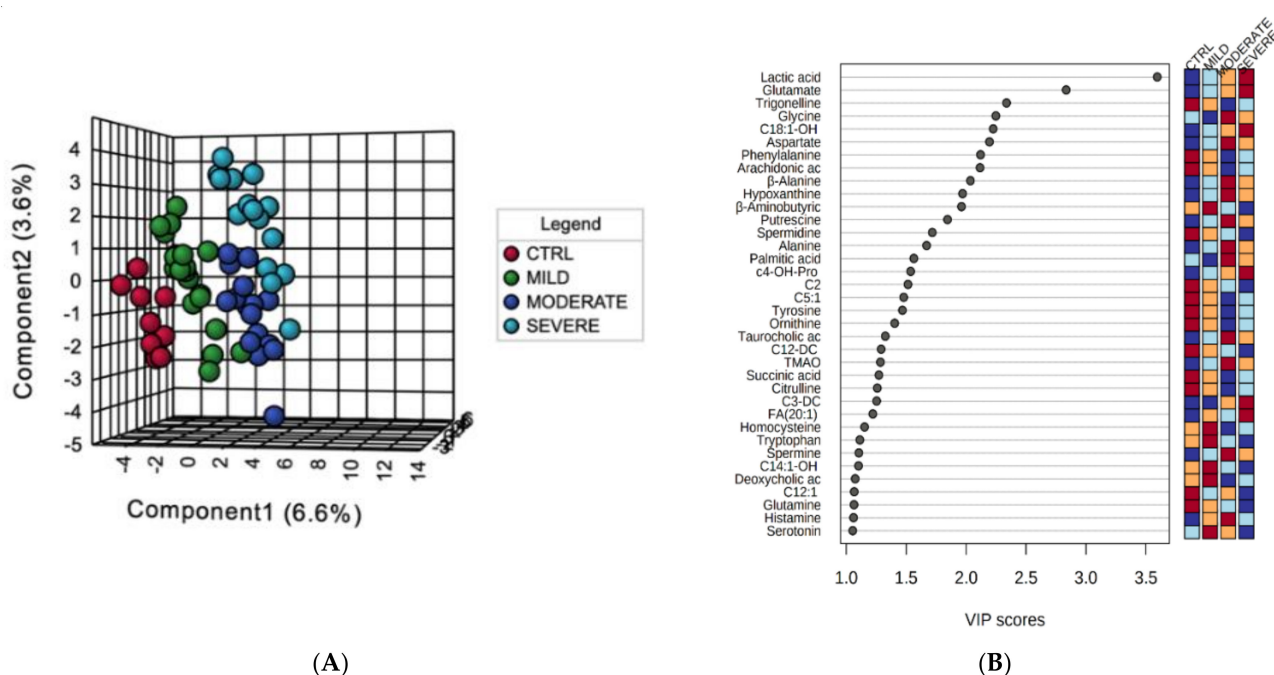 4
3
2
1
0
-1
-2
-3
-4
-5
Component2 (3.6%)
-4 -2 0 2 4 6 8 10 12 14
Component1 (6.6%)
Legend
CTRL
MILD
MODERATE
SEVERE
(A)
CTRL MILD MODERATE SEVERE
Lactic acid
Glutamate
Trigonelline
Glycine
C18:1-OH
Aspartate
Phenylalanine
Arachidonic ac
β-Alanine
Hypoxanthine
β-Aminobutyric
Putrescine
Spermidine
Alanine
Palmitic acid
c4-OH-Pro
C2
C5:1
Tyrosine
Ornithine
Taurocholic ac
C12-DC
TMAO
Succinic acid
Citrulline
C3-DC
FA(20:1)
Homocysteine
Tryptophan
Spermine
C14:1-OH
Deoxycholic ac
C12:1
Glutamine
Histamine
Serotonin
1.0 1.5 2.0 2.5 3.0 3.5
VIP scores
(B)